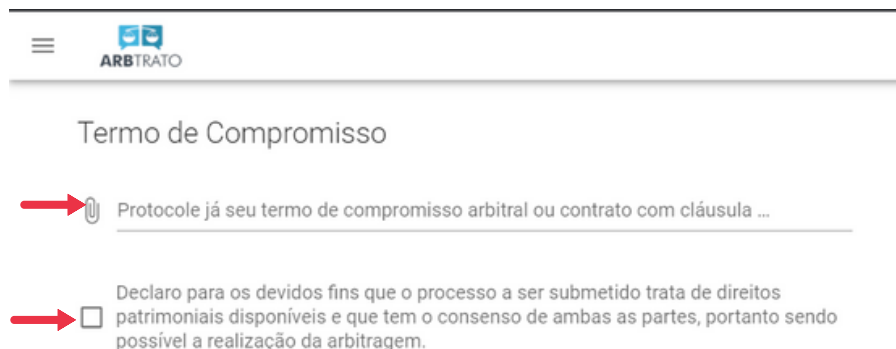 ARBTRATO
Termo de Compromisso
Protocole já seu termo de compromisso arbitral ou contrato com cláusula ...
Declaro para os devidos fins que o processo a ser submetido trata de direitos
patrimoniais disponíveis e que tem o consenso de ambas as partes, portanto sendo
possível a realização da arbitragem.